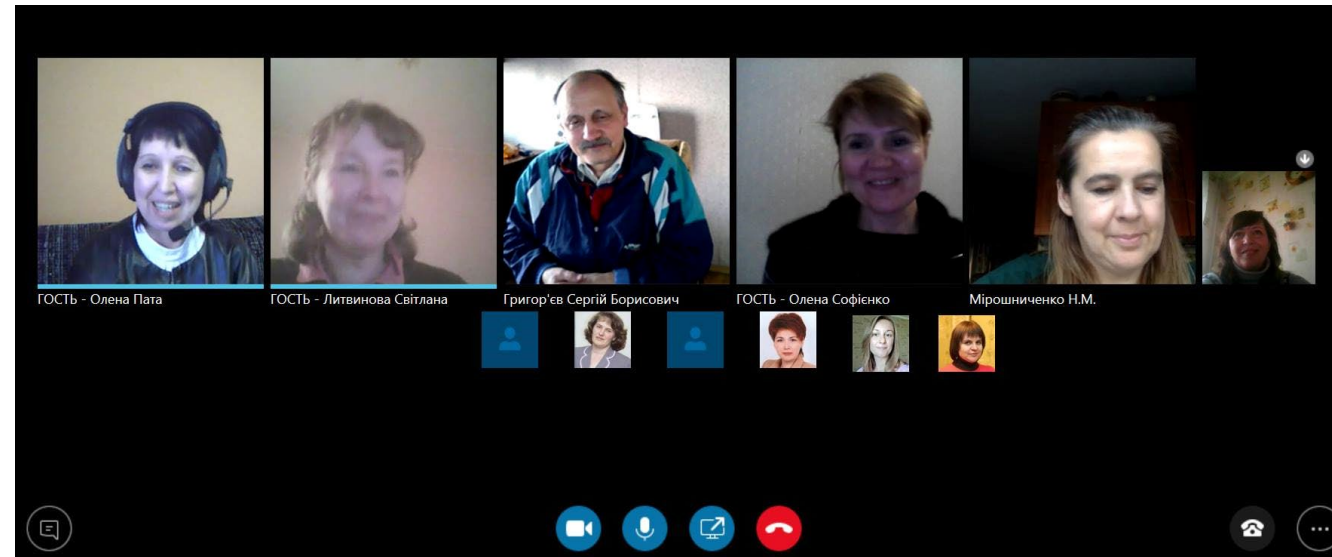 ГОСТЬ - Олена Пата
ГОСТЬ - Литвинова Світлана
Григор'єв Сергій Борисович
ГОСТЬ - Олена Софієнко
Мірошниченко Н.М.